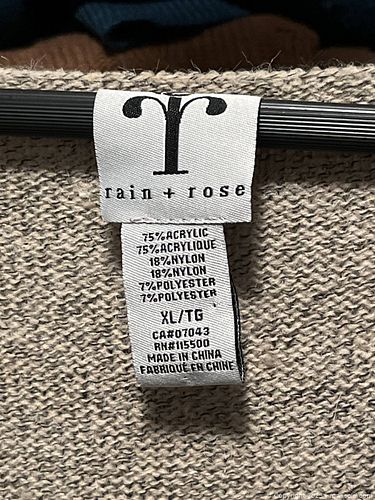 rain + rose
75%ACRYLIC
75%ACRYLIQUE
18%NYLON
18%NYLON
7%POLYESTER
7%POLYESTER
XL/TG
CA#07043
RN#115500
MADE IN CHINA
FABRIQUÉ EN CHINE